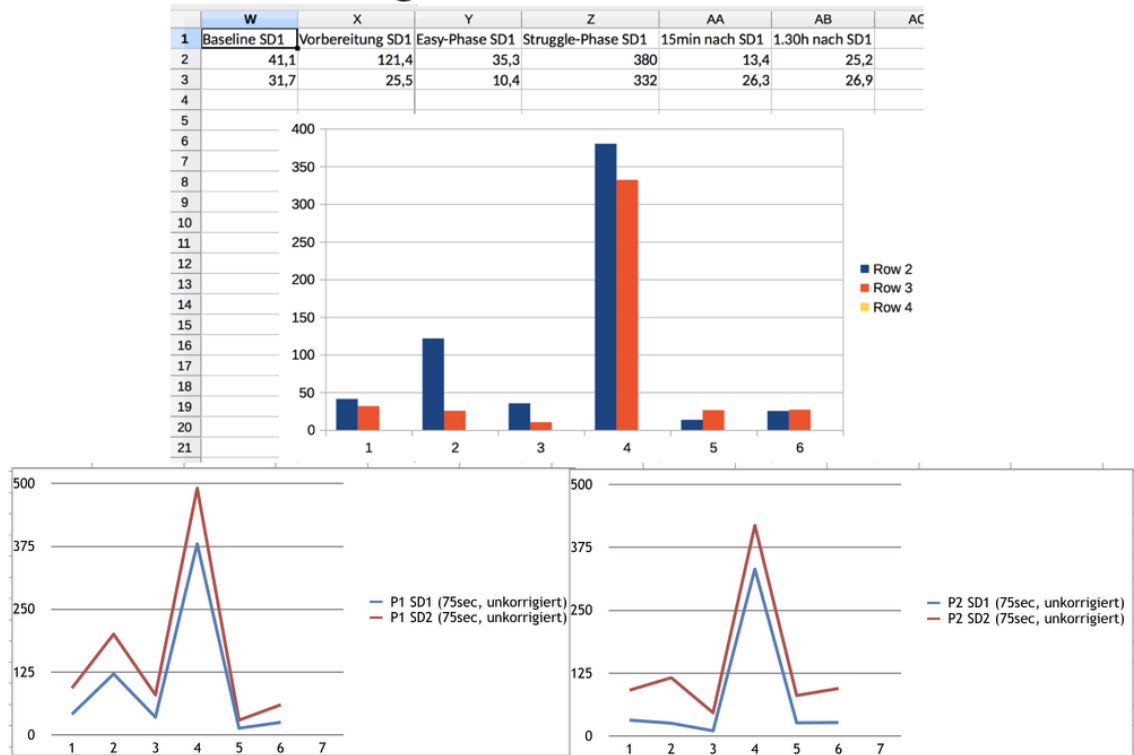 W X Y Z AA AB AC
1 Baseline SD1 Vorbereitung SD1 Easy-Phase SD1 Struggle-Phase SD1 15min nach SD1 1.30h nach SD1
2 41,1 121,4 35,3 380 13,4 25,2
3 31,7 25,5 10,4 332 26,3 26,9
4
5
6
7
8
9
10
11
12
13
14
15
16
17
18
19
20
21
400
350
300
250
200
150
100
50
0
1 2 3 4 5 6
Row 2
Row 3
Row 4
500
375
250
125
0
1 2 3 4 5 6 7
P1 SD1 (75sec, unkorrigiert)
P1 SD2 (75sec, unkorrigiert)
500
375
250
125
0
1 2 3 4 5 6 7
P2 SD1 (75sec, unkorrigiert)
P2 SD2 (75sec, unkorrigiert)